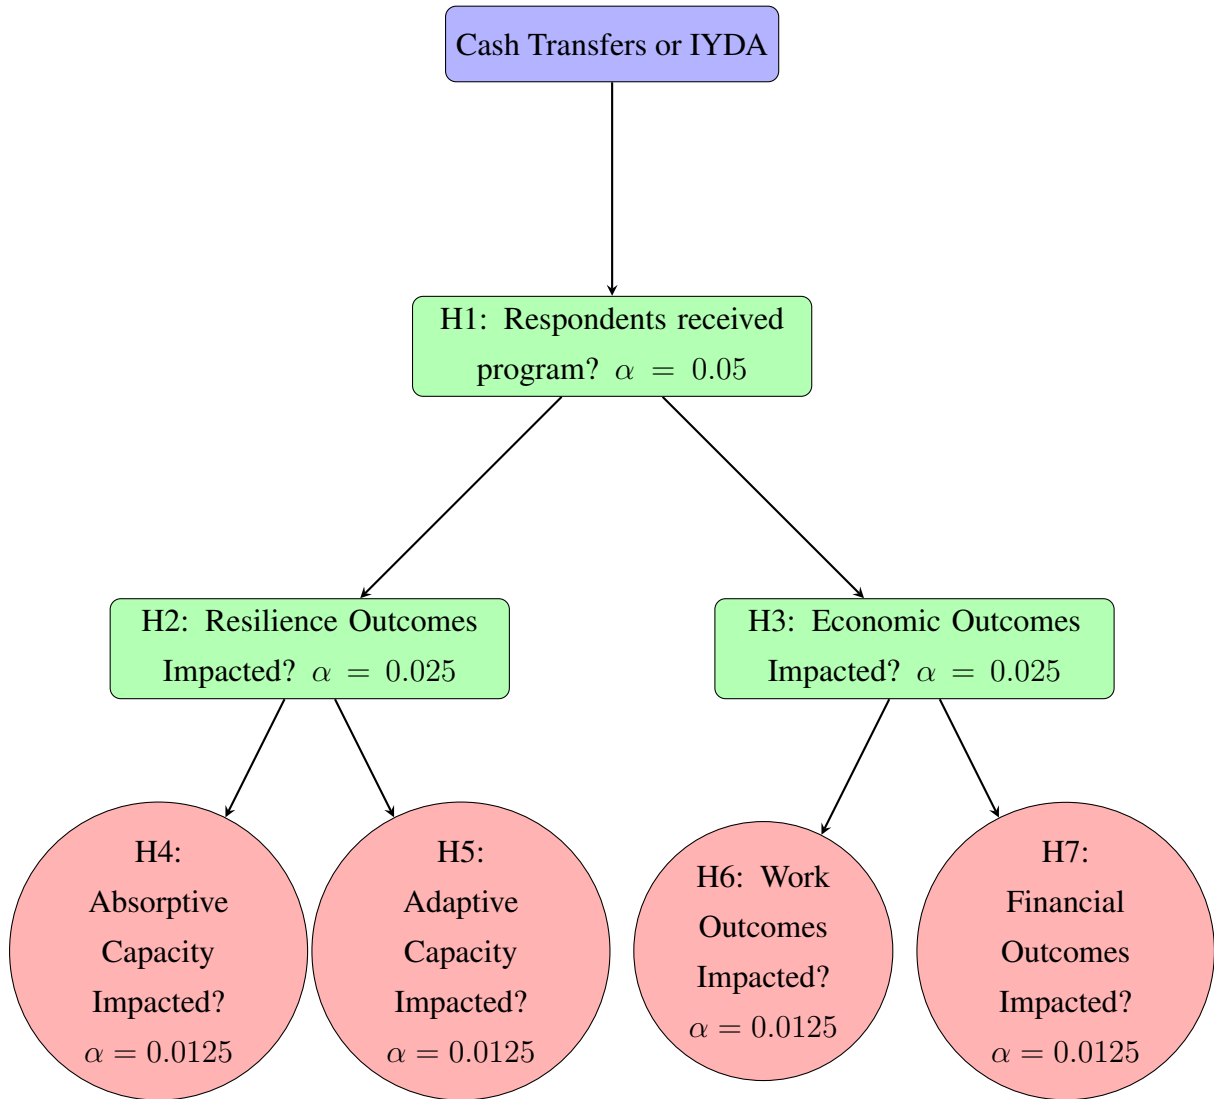 Cash Transfers or IYDA
H1: Respondents received
program? α = 0.05
H2: Resilience Outcomes
Impacted? α = 0.025
H3: Economic Outcomes
Impacted? α = 0.025
H4:
Absorptive
Capacity
Impacted?
α = 0.0125
H5:
Adaptive
Capacity
Impacted?
α = 0.0125
H6: Work
Outcomes
Impacted?
α = 0.0125
H7:
Financial
Outcomes
Impacted?
α = 0.0125